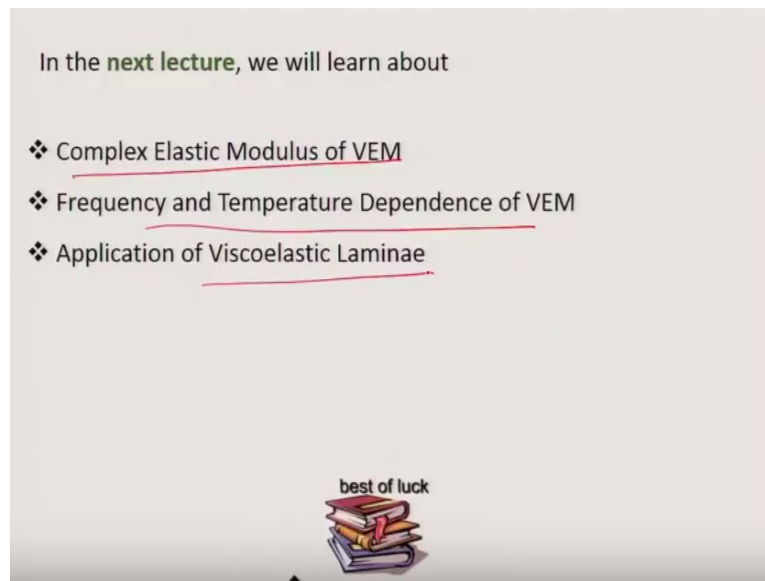 In the next lecture, we will learn about
❖ Complex Elastic Modulus of VEM
❖ Frequency and Temperature Dependence of VEM
❖ Application of Viscoelastic Laminae
best of luck